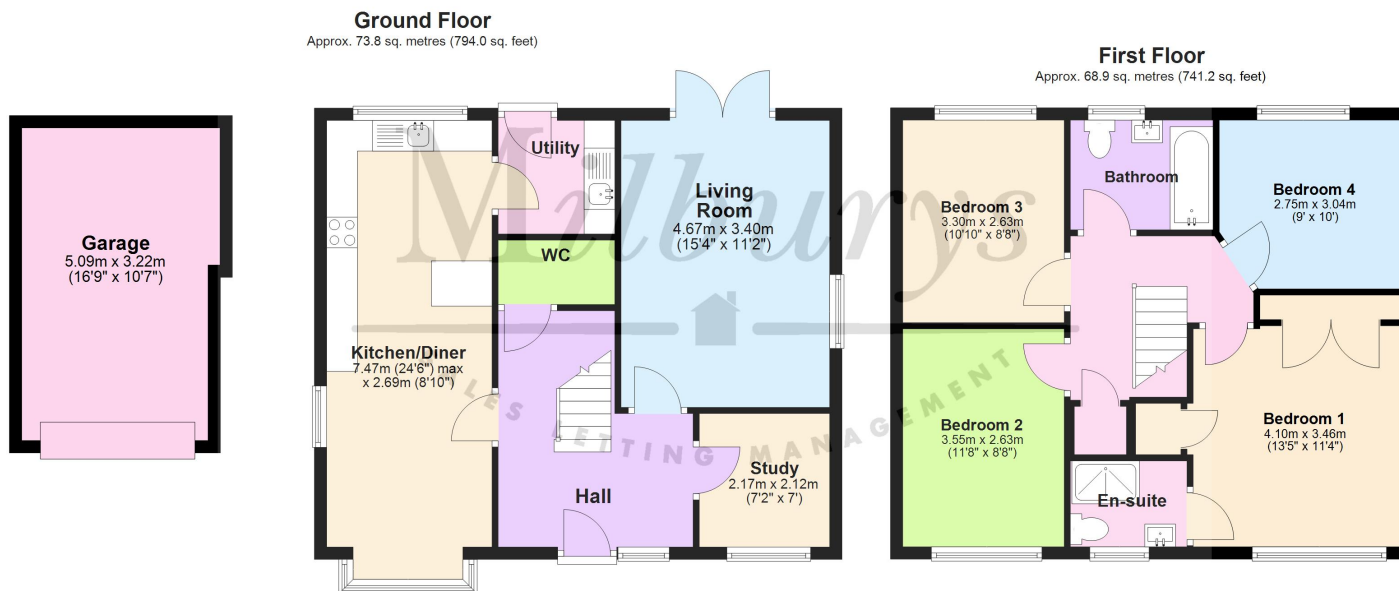 Ground Floor
Approx. 73.8 sq. metres (794.0 sq. feet)
First Floor
Approx. 68.9 sq. metres (741.2 sq. feet)
Garage
5.09m x 3.22m
(16'9" x 10'7")
Kitchen/Diner
7.47m (24'6") max
x 2.69m (8'10")
Utility
WC
Living
Room
4.67m x 3.40m
(15'4" x 11'2")
Hall
Study
2.17m x 2.12m
(7'2" x 7')
Bedroom 3
3.30m x 2.63m
(10'10" x 8'8")
Bathroom
Bedroom 4
2.75m x 3.04m
(9' x 10')
Bedroom 2
3.55m x 2.63m
(11'8" x 8'8")
En-suite
Bedroom 1
4.10m x 3.46m
(13'5" x 11'4")
Milburys
LETTING MANAGEMENT